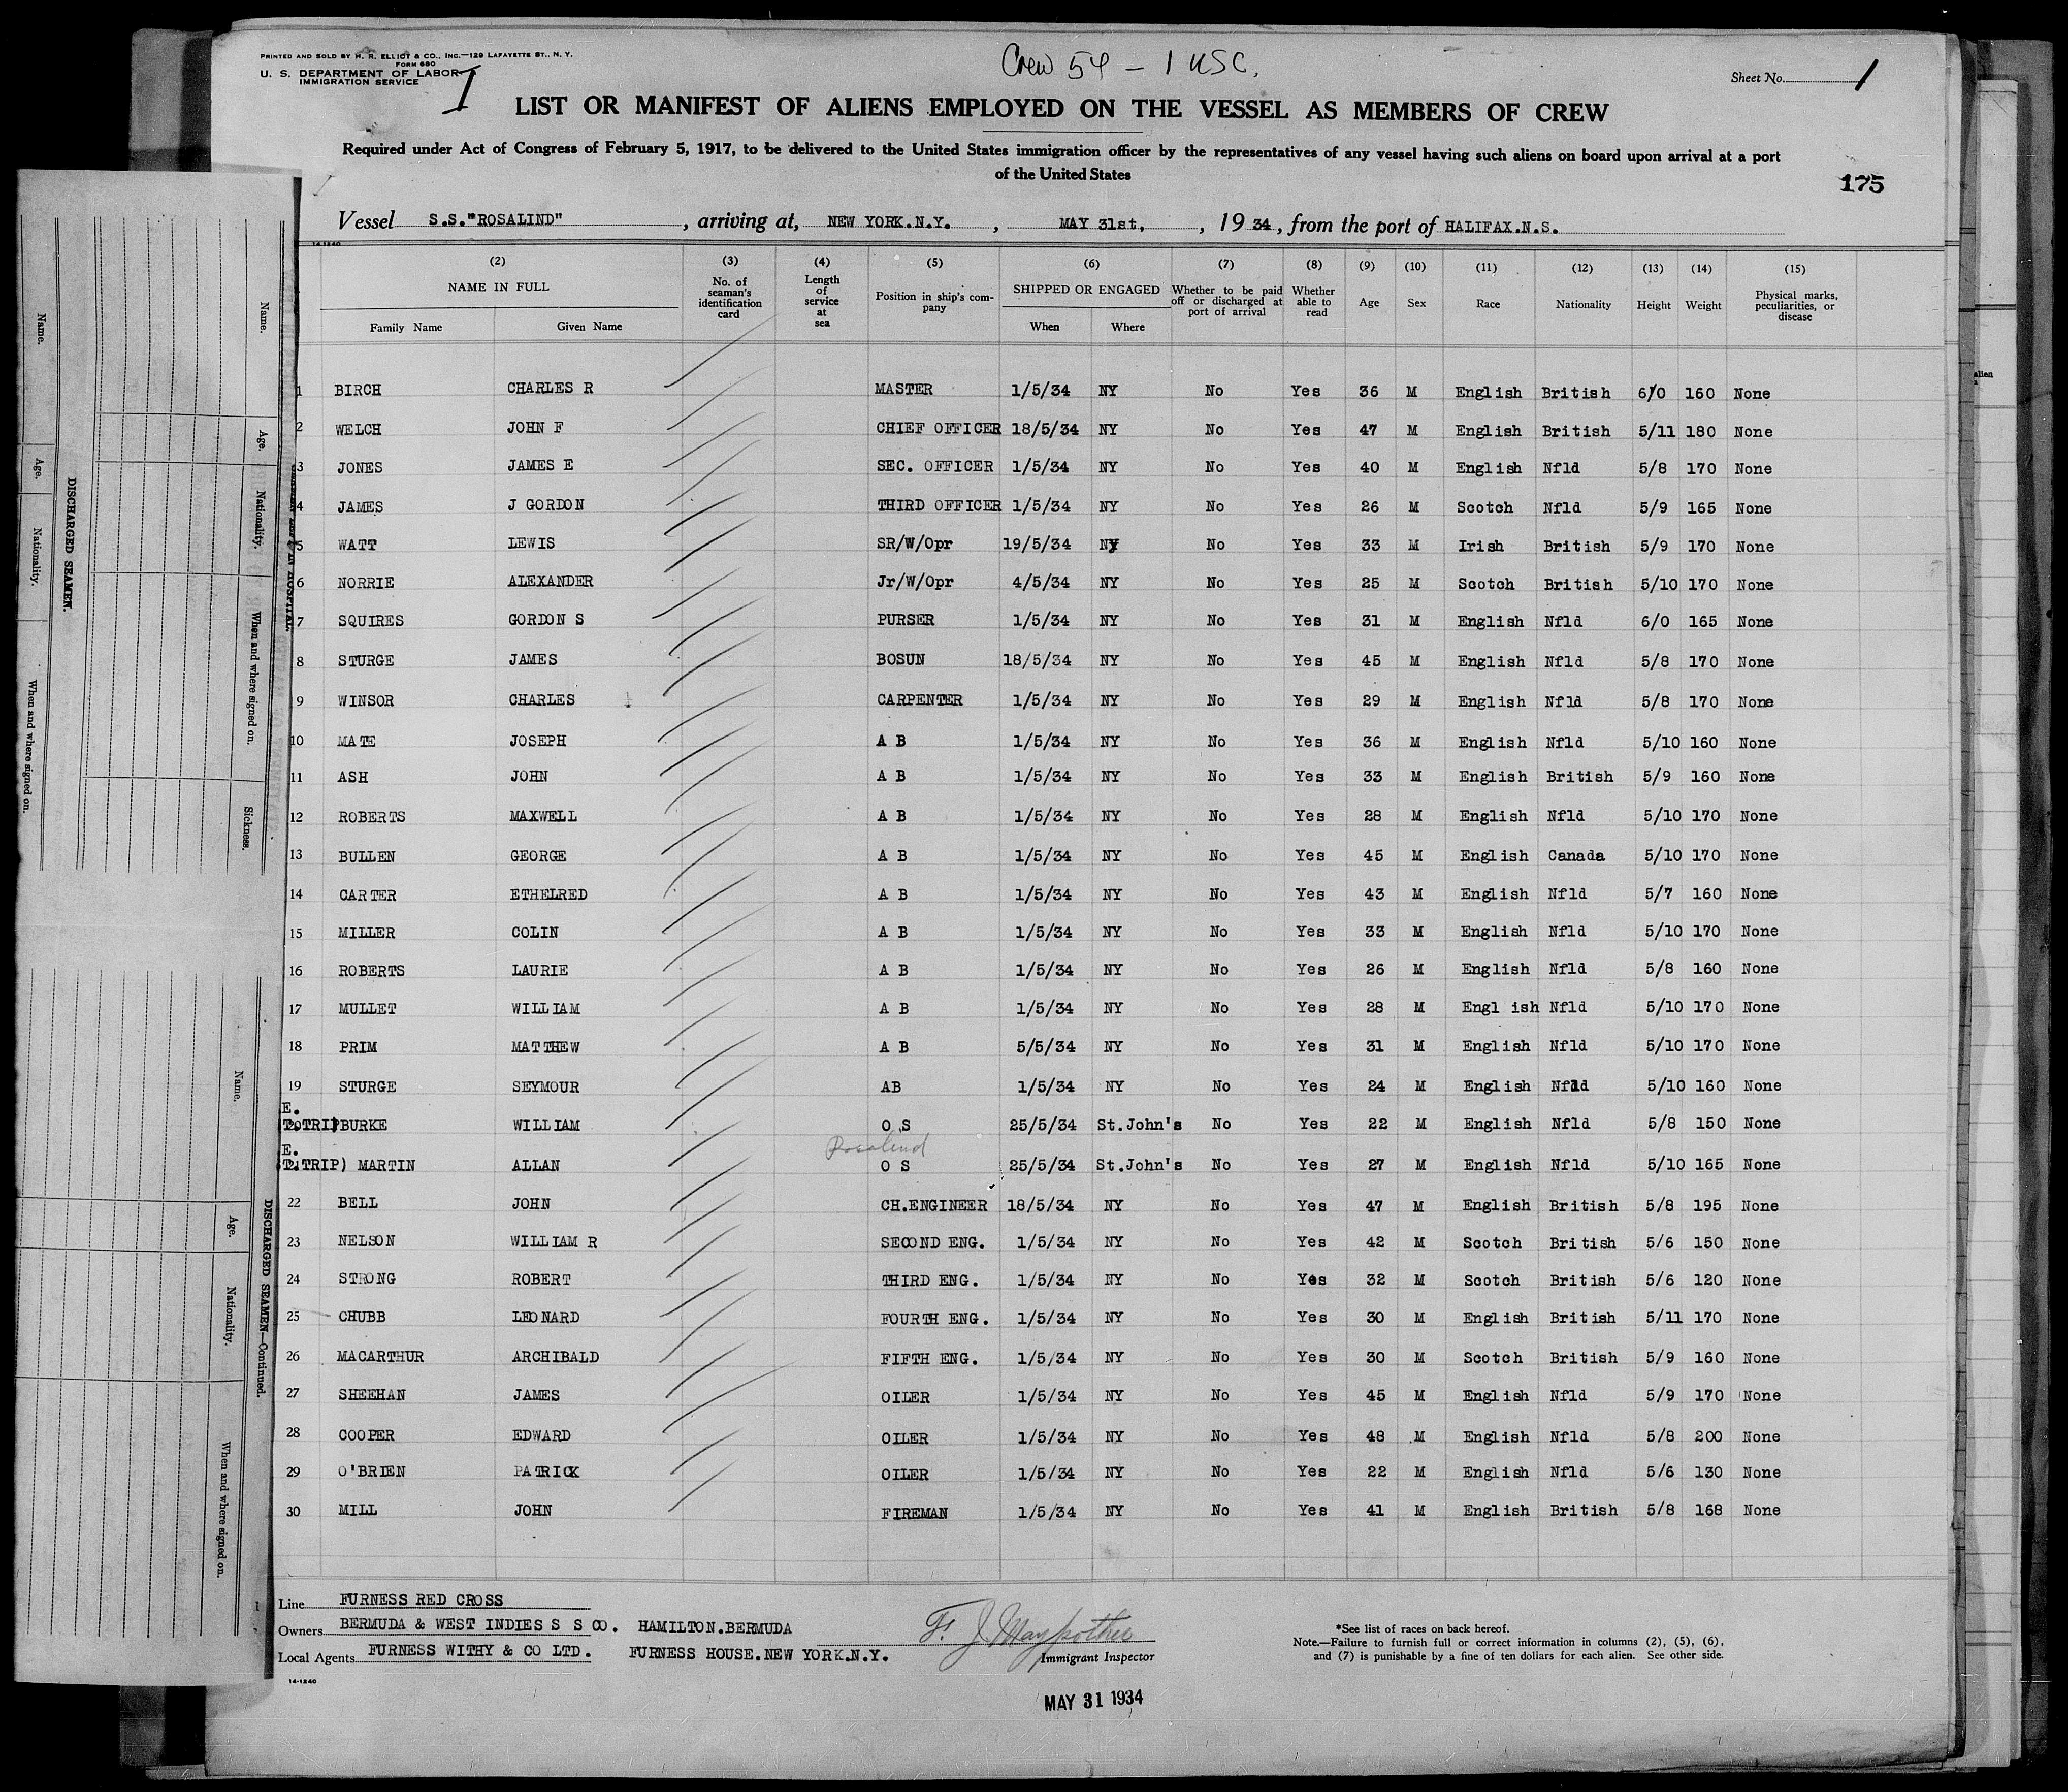 PRINTED AND SOLD BY H. R. ELLIOT & CO., INC.—129 LAFAYETTE ST., N. Y.
FORM 680
U. S. DEPARTMENT OF LABOR
IMMIGRATION SERVICE
I
Crew 54 – 1 USC.
Sheet No. 1
LIST OR MANIFEST OF ALIENS EMPLOYED ON THE VESSEL AS MEMBERS OF CREW
Required under Act of Congress of February 5, 1917, to be delivered to the United States immigration officer by the representatives of any vessel having such aliens on board upon arrival at a port
of the United States
175
Vessel S.S."ROSALIND", arriving at, NEW YORK.N.Y., MAY 31st, , 1934, from the port of HALIFAX.N.S.
14-1240
(2) (3) (4) (5) (6) (7) (8) (9) (10) (11) (12) (13) (14) (15)
NAME IN FULL No. of seaman's identification card Length of service at sea Position in ship's company SHIPPED OR ENGAGED Whether to be paid off or discharged at port of arrival Whether able to read Age Sex Race Nationality Height Weight Physical marks, peculiarities, or disease
Family Name Given Name When Where
1 BIRCH CHARLES R MASTER 1/5/34 NY No Yes 36 M English British 6/0 160 None
2 WELCH JOHN F CHIEF OFFICER 18/5/34 NY No Yes 47 M English British 5/11 180 None
3 JONES JAMES E SEC. OFFICER 1/5/34 NY No Yes 40 M English Nfld 5/8 170 None
4 JAMES J GORDON THIRD OFFICER 1/5/34 NY No Yes 26 M Scotch Nfld 5/9 165 None
5 WATT LEWIS SR/W/Opr 19/5/34 NY No Yes 33 M Irish British 5/9 170 None
6 NORRIE ALEXANDER Jr/W/Opr 4/5/34 NY No Yes 25 M Scotch British 5/10 170 None
7 SQUIRES GORDON S PURSER 1/5/34 NY No Yes 31 M English Nfld 6/0 165 None
8 STURGE JAMES BOSUN 18/5/34 NY No Yes 45 M English Nfld 5/8 170 None
9 WINSOR CHARLES CARPENTER 1/5/34 NY No Yes 29 M English Nfld 5/8 170 None
10 MATE JOSEPH A B 1/5/34 NY No Yes 36 M English Nfld 5/10 160 None
11 ASH JOHN A B 1/5/34 NY No Yes 33 M English British 5/9 160 None
12 ROBERTS MAXWELL A B 1/5/34 NY No Yes 28 M English Nfld 5/10 170 None
13 BULLEN GEORGE A B 1/5/34 NY No Yes 45 M English Canada 5/10 170 None
14 CARTER ETHELRED A B 1/5/34 NY No Yes 43 M English Nfld 5/7 160 None
15 MILLER COLIN A B 1/5/34 NY No Yes 33 M English Nfld 5/10 170 None
16 ROBERTS LAURIE A B 1/5/34 NY No Yes 26 M English Nfld 5/8 160 None
17 MULLET WILLIAM A B 1/5/34 NY No Yes 28 M Engl ish Nfld 5/10 170 None
18 PRIM MATTHEW A B 5/5/34 NY No Yes 31 M English Nfld 5/10 170 None
19 STURGE SEYMOUR AB 1/5/34 NY No Yes 24 M English Nfld 5/10 160 None
E.
T.TRIP) BURKE WILLIAM O S 25/5/34 St.John's No Yes 22 M English Nfld 5/8 150 None
Rosalind
E.
T.TRIP) MARTIN ALLAN O S 25/5/34 St.John's No Yes 27 M English Nfld 5/10 165 None
22 BELL JOHN CH.ENGINEER 18/5/34 NY No Yes 47 M English British 5/8 195 None
23 NELSON WILLIAM R SECOND ENG. 1/5/34 NY No Yes 42 M Scotch British 5/6 150 None
24 STRONG ROBERT THIRD ENG. 1/5/34 NY No Yes 32 M Scotch British 5/6 120 None
25 CHUBB LEONARD FOURTH ENG. 1/5/34 NY No Yes 30 M English British 5/11 170 None
26 MACARTHUR ARCHIBALD FIFTH ENG. 1/5/34 NY No Yes 30 M Scotch British 5/9 160 None
27 SHEEHAN JAMES OILER 1/5/34 NY No Yes 45 M English Nfld 5/9 170 None
28 COOPER EDWARD OILER 1/5/34 NY No Yes 48 M English Nfld 5/8 200 None
29 O'BRIEN PATRICK OILER 1/5/34 NY No Yes 22 M English Nfld 5/6 130 None
30 MILL JOHN FIREMAN 1/5/34 NY No Yes 41 M English British 5/8 168 None
Line FURNESS RED CROSS
Owners BERMUDA & WEST INDIES S S CO. HAMILTON.BERMUDA
Local Agents FURNESS WITHY & CO LTD. FURNESS HOUSE.NEW YORK.N.Y.
Immigrant Inspector
*See list of races on back hereof.
Note.—Failure to furnish full or correct information in columns (2), (5), (6),
and (7) is punishable by a fine of ten dollars for each alien. See other side.
14-1240
MAY 31 1934
Name. Age. Nationality. When and where signed on.
DISCHARGED SEAMEN.
Name. Age. Nationality. When and where signed on. Sickness.
HOSPITAL.
Name. Age. Nationality. When and where signed on.
DISCHARGED SEAMEN—Continued.
alien